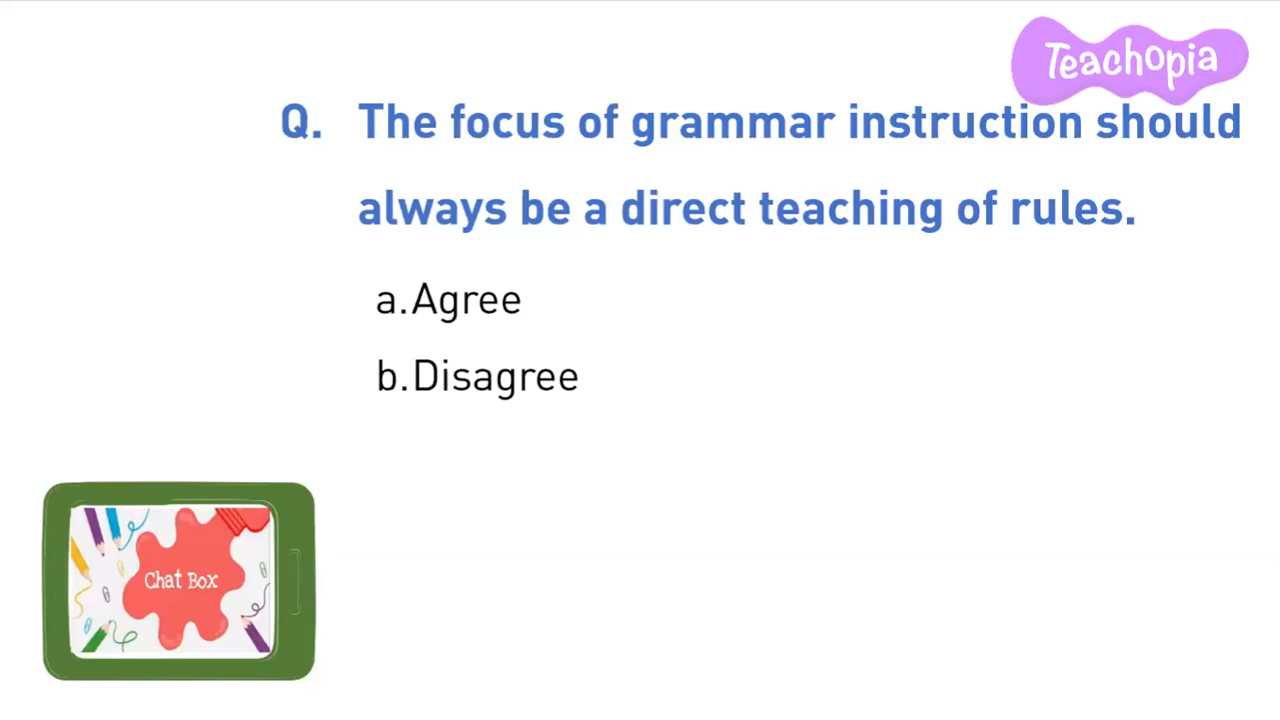 Teachopia
Q. The focus of grammar instruction should
always be a direct teaching of rules.
a.Agree
b.Disagree
Chat Box